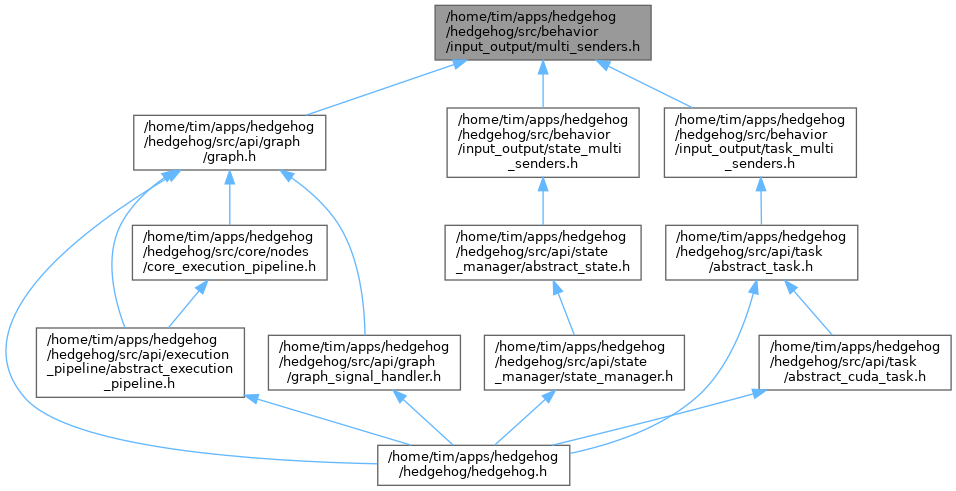 /home/tim/apps/hedgehog
/hedgehog/src/behavior
/input_output/multi_senders.h
/home/tim/apps/hedgehog
/hedgehog/src/api/graph
/graph.h
/home/tim/apps/hedgehog
/hedgehog/src/behavior
/input_output/state_multi
_senders.h
/home/tim/apps/hedgehog
/hedgehog/src/behavior
/input_output/task_multi
_senders.h
/home/tim/apps/hedgehog
/hedgehog/src/core/nodes
/core_execution_pipeline.h
/home/tim/apps/hedgehog
/hedgehog/src/api/state
_manager/abstract_state.h
/home/tim/apps/hedgehog
/hedgehog/src/api/task
/abstract_task.h
/home/tim/apps/hedgehog
/hedgehog/src/api/execution
_pipeline/abstract_execution
_pipeline.h
/home/tim/apps/hedgehog
/hedgehog/src/api/graph
/graph_signal_handler.h
/home/tim/apps/hedgehog
/hedgehog/src/api/state
_manager/state_manager.h
/home/tim/apps/hedgehog
/hedgehog/src/api/task
/abstract_cuda_task.h
/home/tim/apps/hedgehog
/hedgehog/hedgehog.h